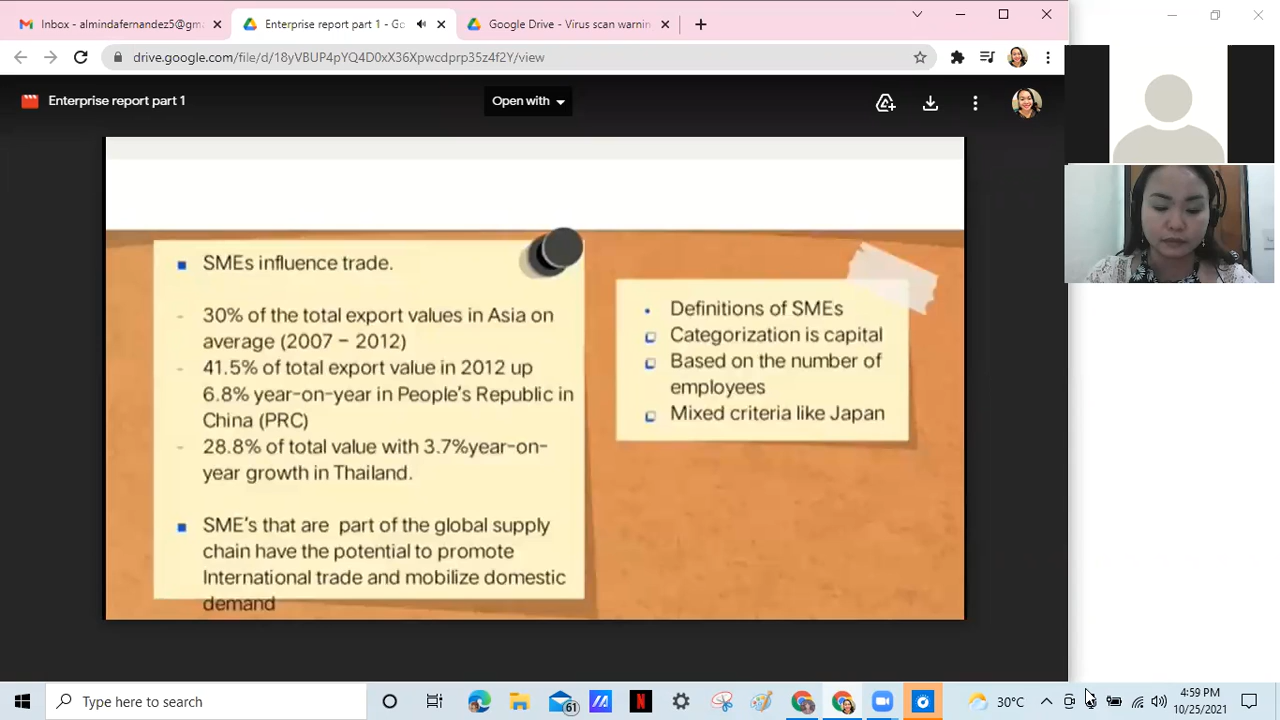 Inbox - almindafernandez5@gm
Enterprise report part 1 - Go
Google Drive - Virus scan warnin
drive.google.com/file/d/18yVBUP4pYQ4D0xX36Xpwcdprp35z4f2Y/view
Enterprise report part 1
Open with
SMEs influence trade.
- 30% of the total export values in Asia on
average (2007 – 2012)
- 41.5% of total export value in 2012 up
6.8% year-on-year in People's Republic in
China (PRC)
- 28.8% of total value with 3.7%year-on-
year growth in Thailand.
SME's that are part of the global supply
chain have the potential to promote
International trade and mobilize domestic
demand
Definitions of SMEs
Categorization is capital
Based on the number of
employees
Mixed criteria like Japan
Type here to search
61
30°C
4:59 PM
10/25/2021